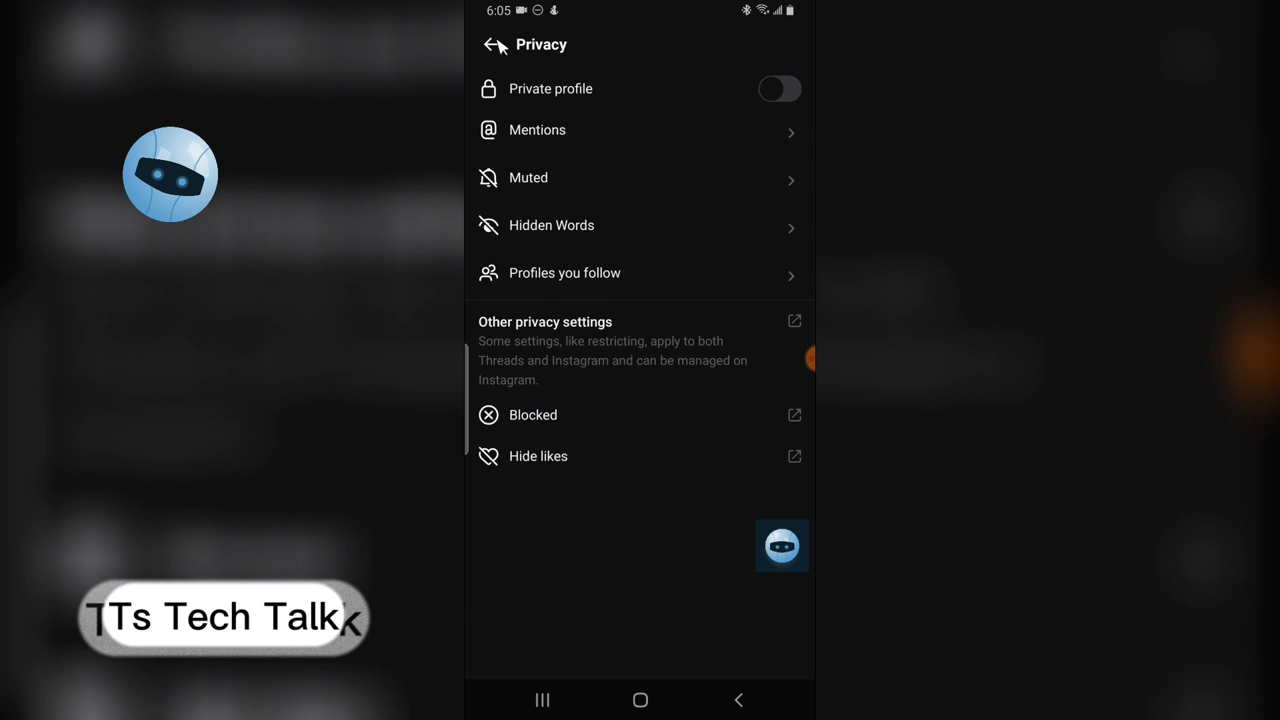 6:05
Privacy
Private profile
Mentions
Muted
Hidden Words
Profiles you follow
Other privacy settings
Some settings, like restricting, apply to both
Threads and Instagram and can be managed on
Instagram.
Blocked
Hide likes
Ts Tech Talk